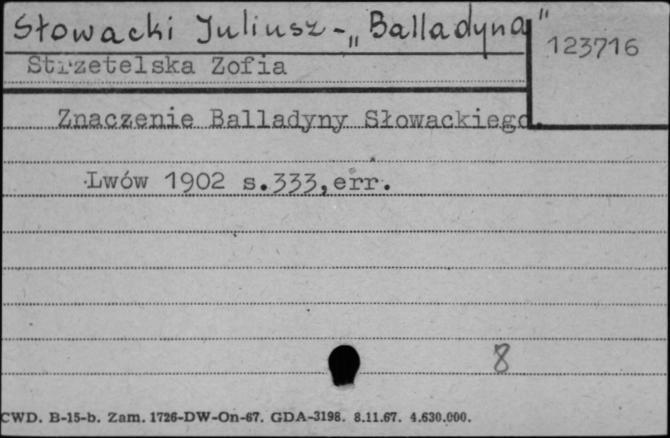 Słowacki Juliusz - „Balladyna"
123716
Strzetelska Zofia
Znaczenie Balladyny Słowackiego.
Lwów 1902 s.333,err.
8
CWD. B-15-b. Zam. 1726-DW-On-67. GDA-3198. 8.11.67. 4.630.000.